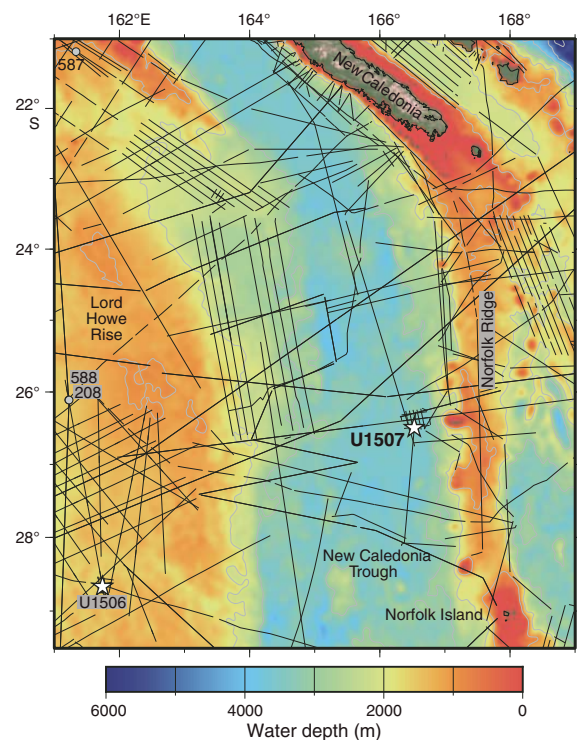 162°E 164° 166° 168°
587
New Caledonia
22°
S
24°
Lord
Howe
Rise
Norfolk Ridge
26°
588
208
U1507
28°
New Caledonia
Trough
U1506
Norfolk Island
6000 4000 2000 0
Water depth (m)